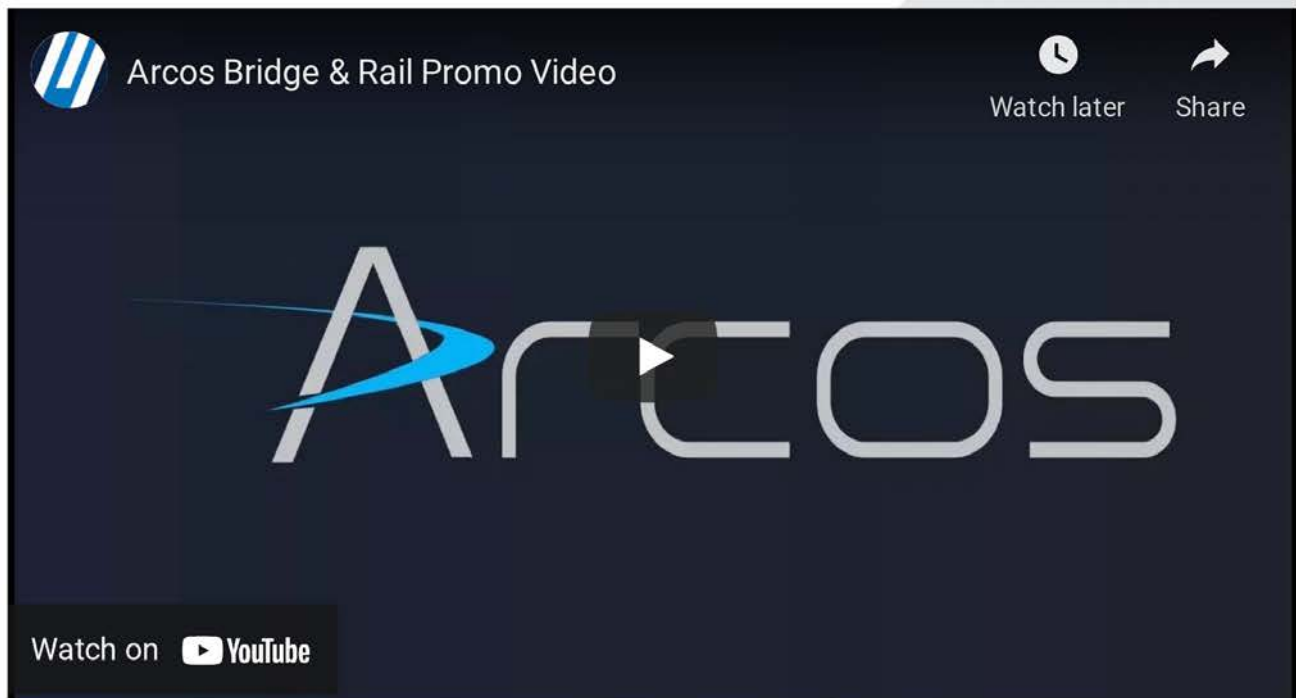 Arcos Bridge & Rail Promo Video
Watch later
Share
Arcos
Watch on YouTube